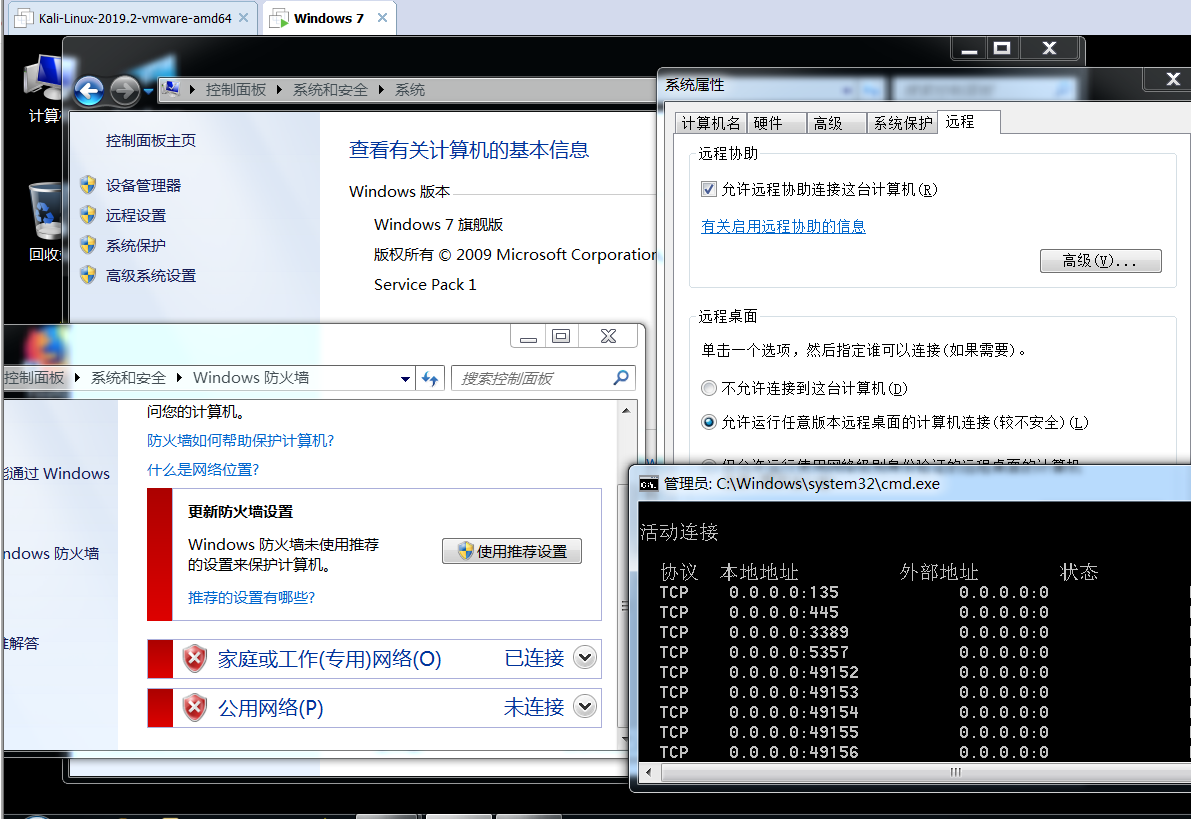 Kali-Linux-2019.2-vmware-amd64
Windows 7
计算
回收
控制面板 系统和安全 系统
控制面板主页
设备管理器
远程设置
系统保护
高级系统设置
查看有关计算机的基本信息
Windows 版本
Windows 7 旗舰版
版权所有 © 2009 Microsoft Corporation
Service Pack 1
系统属性
计算机名 硬件 高级 系统保护 远程
远程协助
允许远程协助连接这台计算机(R)
有关启用远程协助的信息
高级(V)...
远程桌面
单击一个选项，然后指定谁可以连接(如果需要)。
不允许连接到这台计算机(D)
允许运行任意版本远程桌面的计算机连接(较不安全)(L)
控制面板 系统和安全 Windows 防火墙
搜索控制面板
能通过 Windows
ndows 防火墙
难解答
问您的计算机。
防火墙如何帮助保护计算机?
什么是网络位置?
更新防火墙设置
Windows 防火墙未使用推荐
的设置来保护计算机。
使用推荐设置
推荐的设置有哪些?
家庭或工作(专用)网络(O) 已连接
公用网络(P) 未连接
管理员: C:\Windows\system32\cmd.exe
活动连接
协议 本地地址 外部地址 状态
TCP 0.0.0.0:135 0.0.0.0:0
TCP 0.0.0.0:445 0.0.0.0:0
TCP 0.0.0.0:3389 0.0.0.0:0
TCP 0.0.0.0:5357 0.0.0.0:0
TCP 0.0.0.0:49152 0.0.0.0:0
TCP 0.0.0.0:49153 0.0.0.0:0
TCP 0.0.0.0:49154 0.0.0.0:0
TCP 0.0.0.0:49155 0.0.0.0:0
TCP 0.0.0.0:49156 0.0.0.0:0